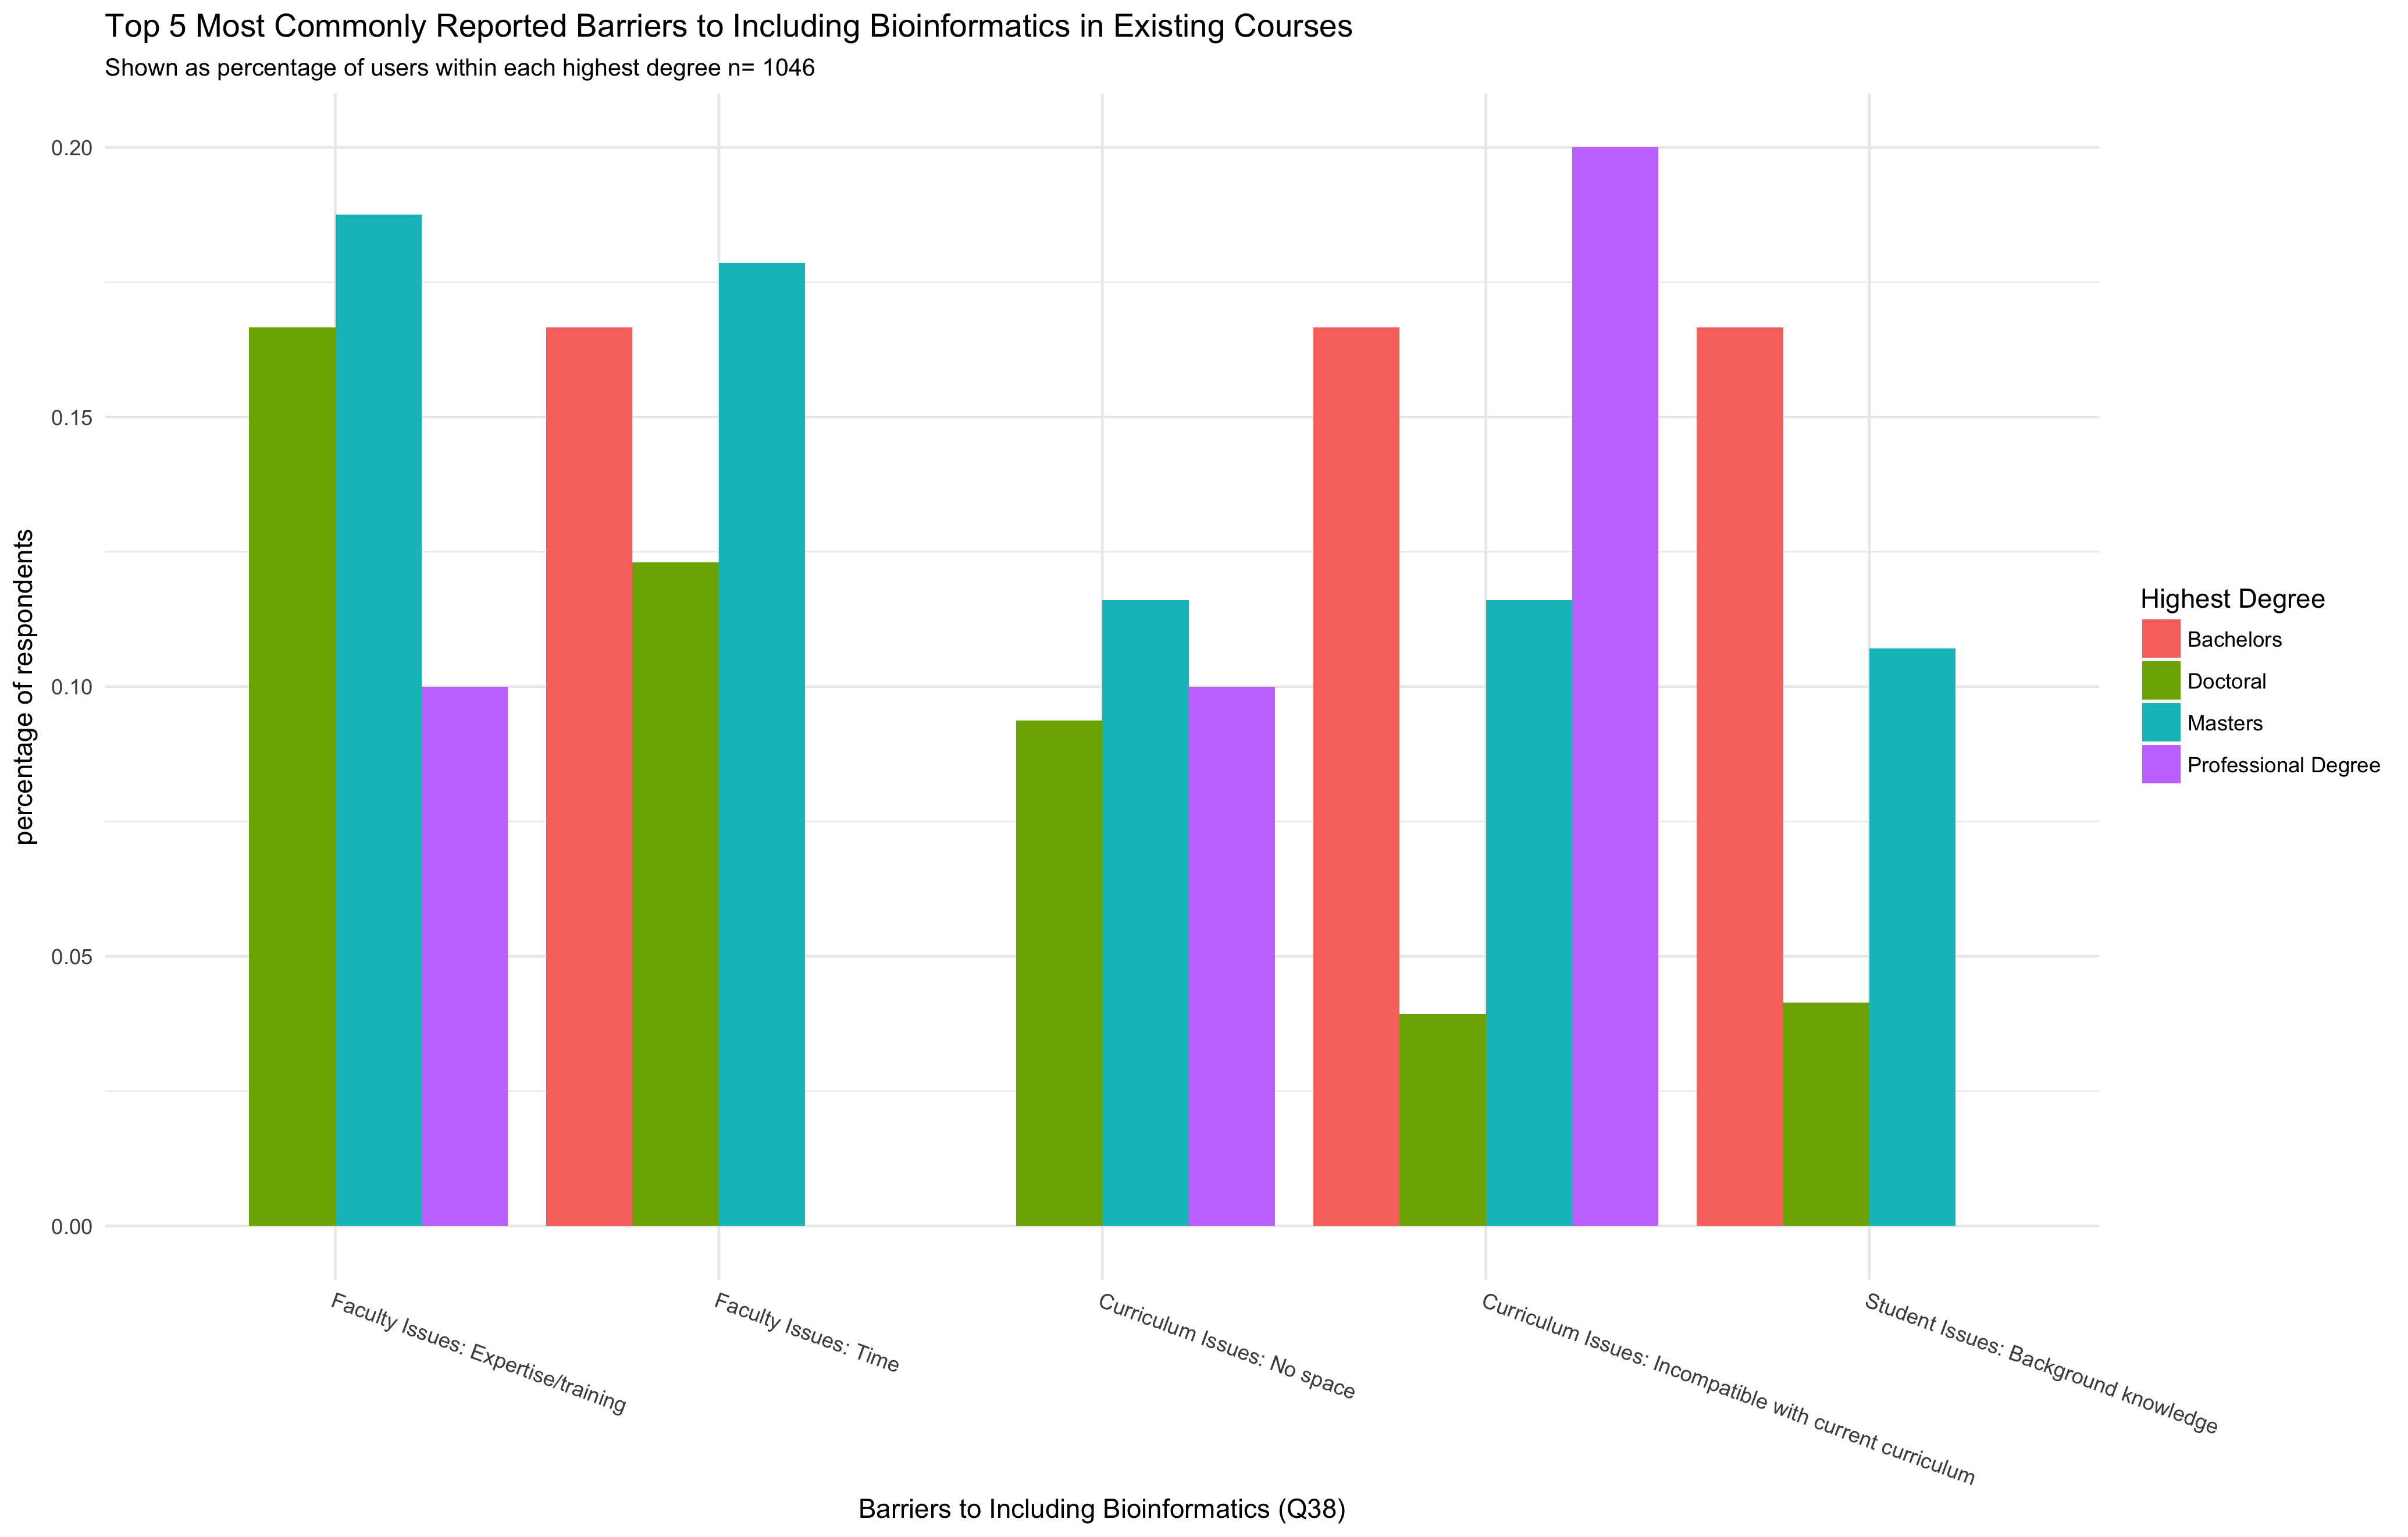 Top 5 Most Commonly Reported Barriers to Including Bioinformatics in Existing Courses
Shown as percentage of users within each highest degree n= 1046
percentage of respondents
0.20
0.15
0.10
0.05
0.00
Faculty Issues: Expertise/training
Faculty Issues: Time
Curriculum Issues: No space
Curriculum Issues: Incompatible with current curriculum
Student Issues: Background knowledge
Barriers to Including Bioinformatics (Q38)
Highest Degree
Bachelors
Doctoral
Masters
Professional Degree